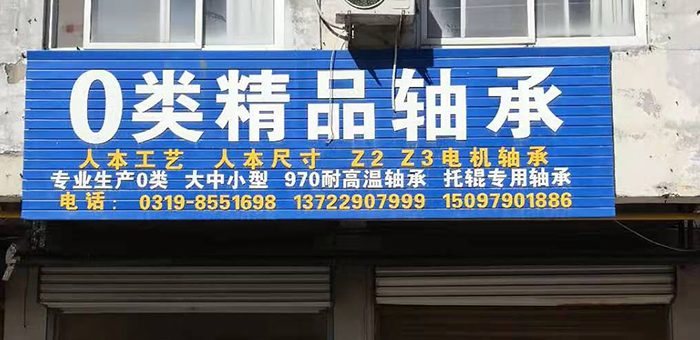 0类精品轴承
人本工艺 人本尺寸 Z2 Z3电机轴承
专业生产0类 大中小型 970耐高温轴承 托辊专用轴承
电话：0319-8551698 13722907999 15097901886